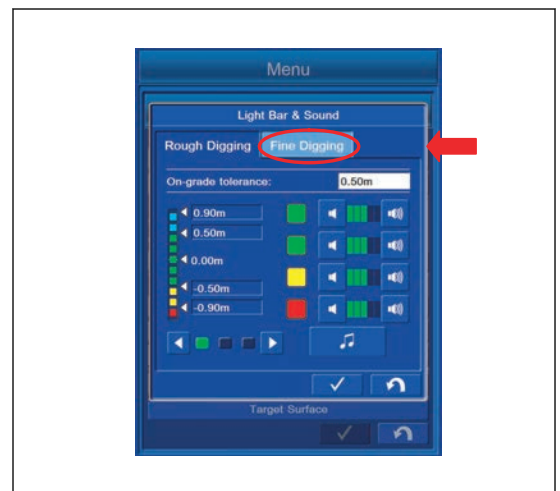 Menu
Light Bar & Sound
Rough Digging Fine Digging
On-grade tolerance: 0.50m
0.90m
0.50m
0.00m
-0.50m
-0.90m
Target Surface